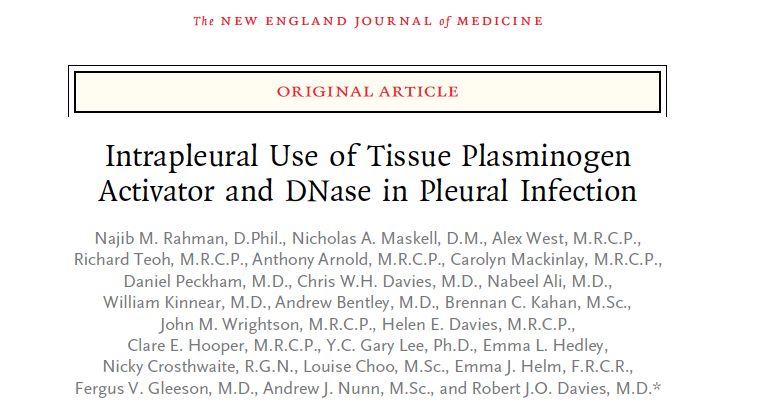 The NEW ENGLAND JOURNAL of MEDICINE
ORIGINAL ARTICLE
Intrapleural Use of Tissue Plasminogen
Activator and DNase in Pleural Infection
Najib M. Rahman, D.Phil., Nicholas A. Maskell, D.M., Alex West, M.R.C.P.,
Richard Teoh, M.R.C.P., Anthony Arnold, M.R.C.P., Carolyn Mackinlay, M.R.C.P.,
Daniel Peckham, M.D., Chris W.H. Davies, M.D., Nabeel Ali, M.D.,
William Kinnear, M.D., Andrew Bentley, M.D., Brennan C. Kahan, M.Sc.,
John M. Wrightson, M.R.C.P., Helen E. Davies, M.R.C.P.,
Clare E. Hooper, M.R.C.P., Y.C. Gary Lee, Ph.D., Emma L. Hedley,
Nicky Crosthwaite, R.G.N., Louise Choo, M.Sc., Emma J. Helm, F.R.C.R.,
Fergus V. Gleeson, M.D., Andrew J. Nunn, M.Sc., and Robert J.O. Davies, M.D.*